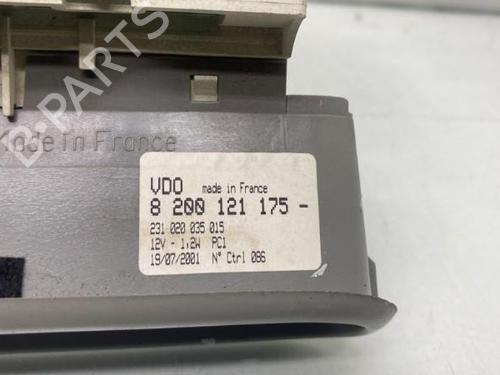 B-PARTS
Made in France
VDO made in France
8 200 121 175 -
231 020 035 015
12V - 1,2W PC1
19/07/2001 N° Ctrl 086